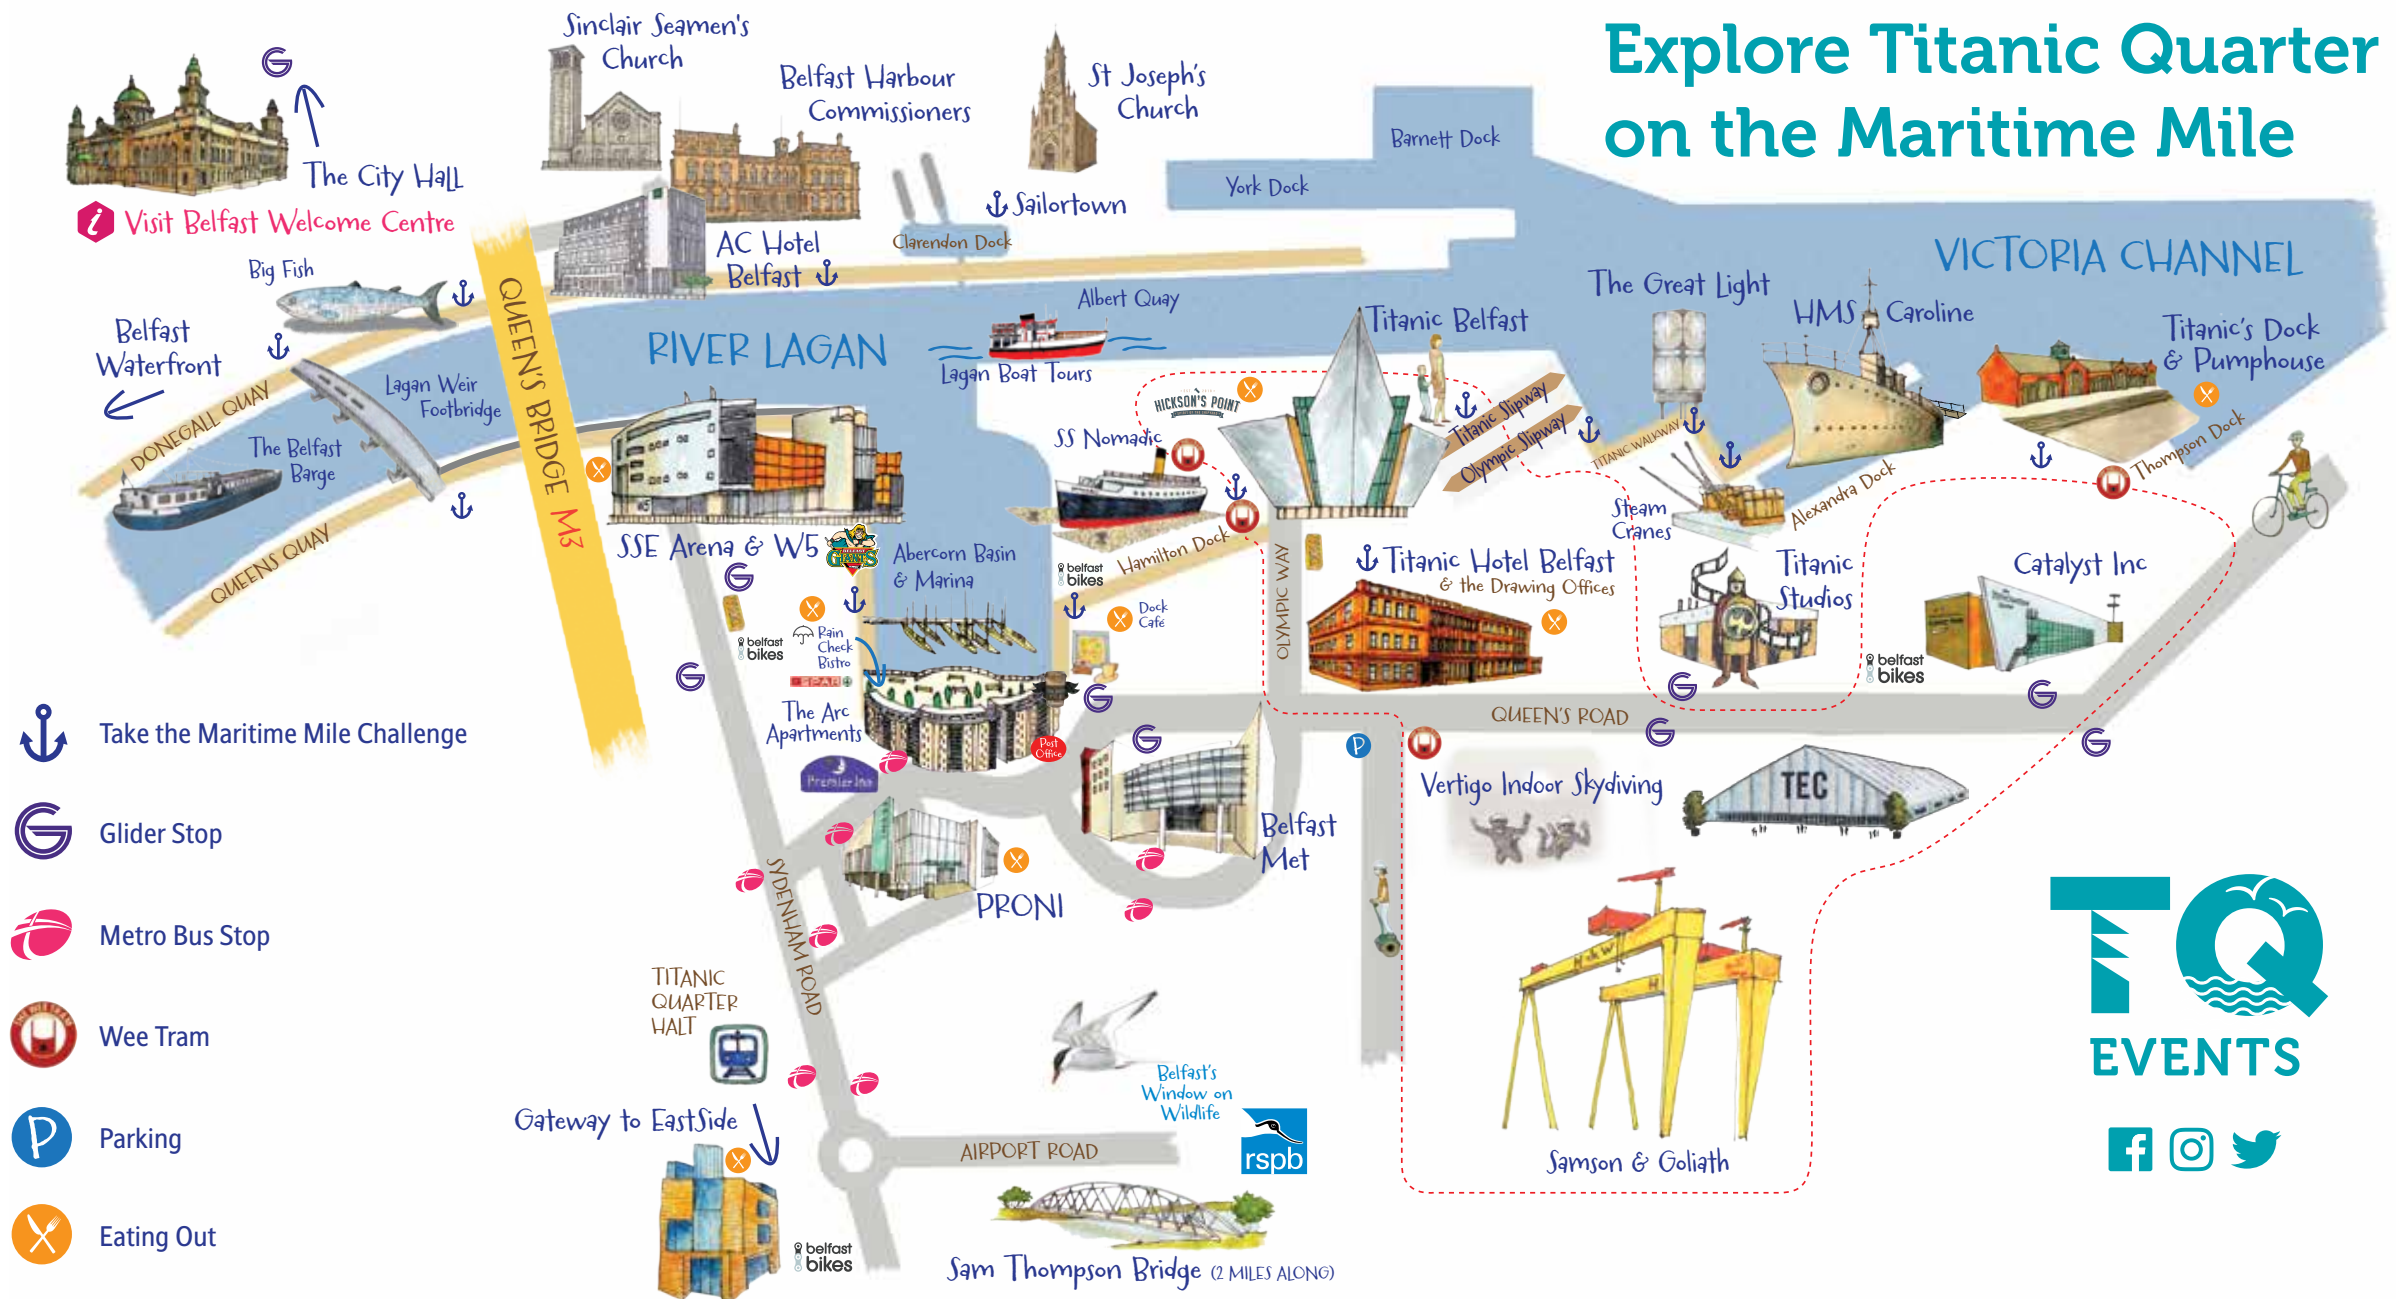 Explore Titanic Quarter
on the Maritime Mile
Sinclair Seamen's
Church
Belfast Harbour
Commissioners
St Joseph's
Church
Barnett Dock
York Dock
The City Hall
i Visit Belfast Welcome Centre
Sailortown
Clarendon Dock
AC Hotel
Belfast
Big Fish
Belfast
Waterfront
DONEGALL QUAY
Lagan Weir
Footbridge
The Belfast
Barge
QUEENS QUAY
QUEEN'S BRIDGE M3
RIVER LAGAN
Albert Quay
Lagan Boat Tours
VICTORIA CHANNEL
The Great Light
HMS Caroline
Titanic's Dock
& Pumphouse
Titanic Belfast
HICKSON'S POINT
SS Nomadic
Titanic Slipway
Olympic Slipway
TITANIC WALKWAY
Thompson Dock
Alexandra Dock
Steam
Cranes
W5
SSE Arena & W5
BELFAST
GIANTS
Abercorn Basin
& Marina
belfast
bikes
Hamilton Dock
Dock
Café
OLYMPIC WAY
Titanic Hotel Belfast
& the Drawing Offices
Titanic
Studios
Catalyst Inc
belfast
bikes
belfast
bikes
Rain
Check
Bistro
SPAR
The Arc
Apartments
Post
Office
Premier Inn
QUEEN'S ROAD
P
Vertigo Indoor Skydiving
TEC
Belfast
Met
PRONI
SYDENHAM ROAD
TITANIC
QUARTER
HALT
Gateway to EastSide
belfast
bikes
AIRPORT ROAD
Belfast's
Window on
Wildlife
rspb
Sam Thompson Bridge (2 MILES ALONG)
H&W
H
Samson & Goliath
Take the Maritime Mile Challenge
G Glider Stop
Metro Bus Stop
THE WEE TRAM
Wee Tram
P Parking
Eating Out
TQ
EVENTS